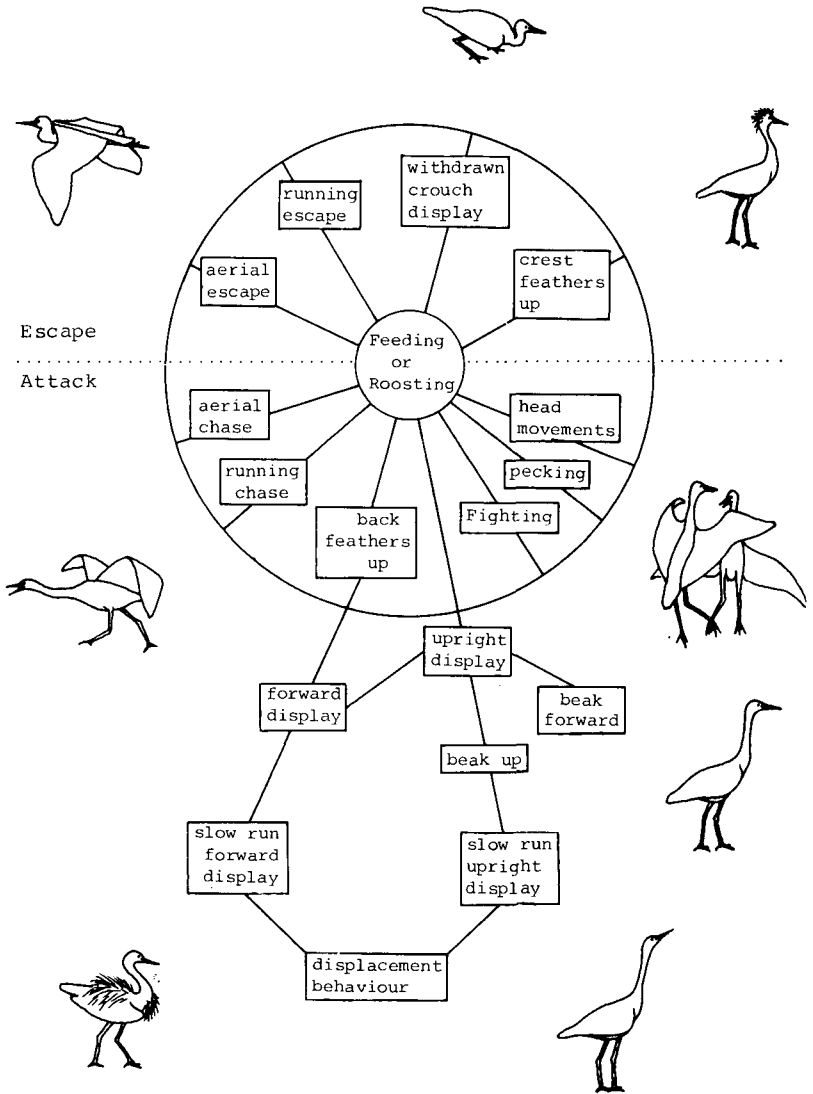 withdrawn
crouch
display
running
escape
crest
feathers
up
aerial
escape
Escape
Feeding
or
Roosting
Attack
aerial
chase
head
movements
running
chase
pecking
back
feathers
up
Fighting
upright
display
forward
display
beak
forward
beak up
slow run
forward
display
slow run
upright
display
displacement
behaviour